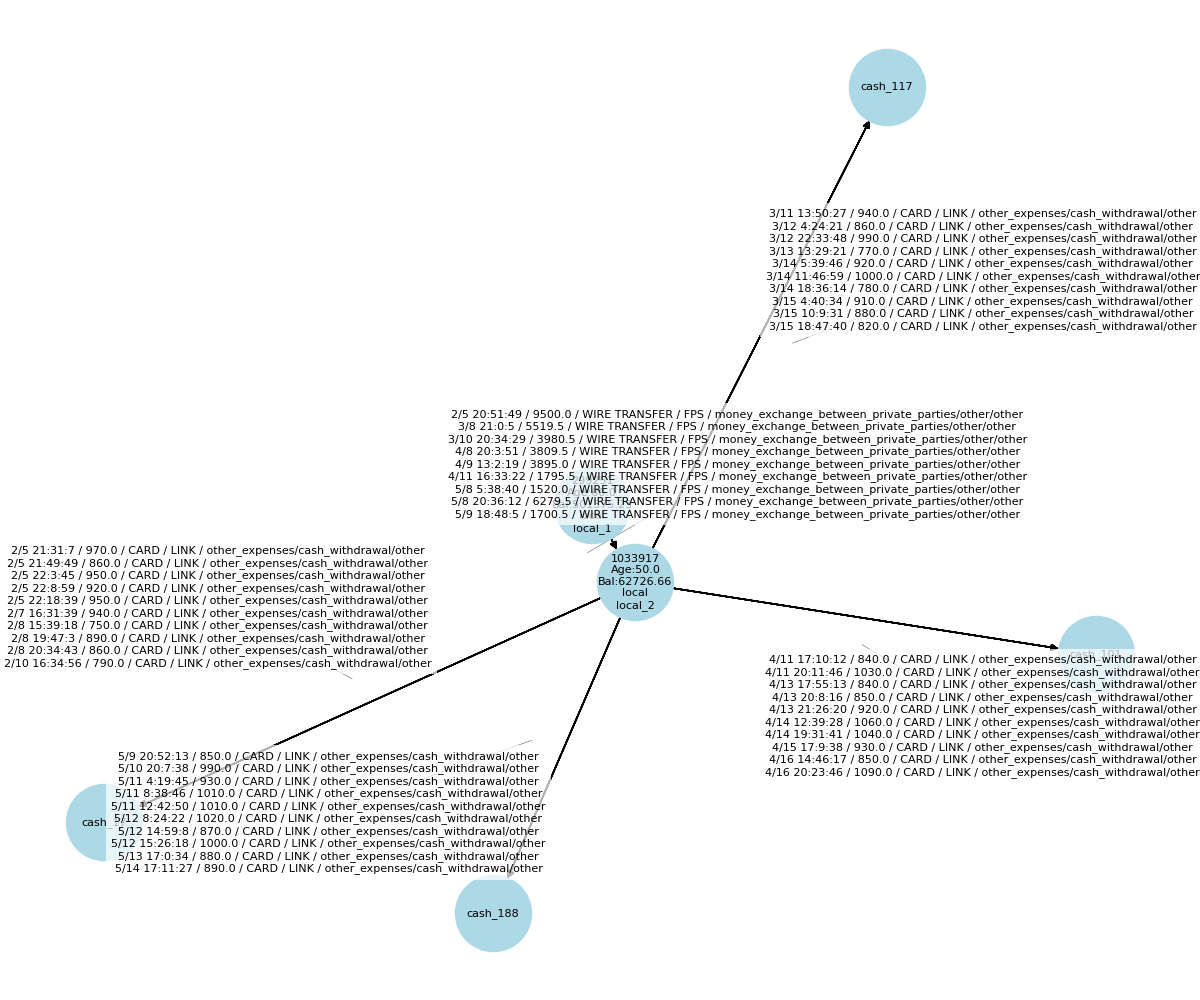 cash_117
3/11 13:50:27 / 940.0 / CARD / LINK / other_expenses/cash_withdrawal/other
3/12 4:24:21 / 860.0 / CARD / LINK / other_expenses/cash_withdrawal/other
3/12 22:33:48 / 990.0 / CARD / LINK / other_expenses/cash_withdrawal/other
3/13 13:29:21 / 770.0 / CARD / LINK / other_expenses/cash_withdrawal/other
3/14 5:39:46 / 920.0 / CARD / LINK / other_expenses/cash_withdrawal/other
3/14 11:46:59 / 1000.0 / CARD / LINK / other_expenses/cash_withdrawal/other
3/14 18:36:14 / 780.0 / CARD / LINK / other_expenses/cash_withdrawal/other
3/15 4:40:34 / 910.0 / CARD / LINK / other_expenses/cash_withdrawal/other
3/15 10:9:31 / 880.0 / CARD / LINK / other_expenses/cash_withdrawal/other
3/15 18:47:40 / 820.0 / CARD / LINK / other_expenses/cash_withdrawal/other
2/5 20:51:49 / 9500.0 / WIRE TRANSFER / FPS / money_exchange_between_private_parties/other/other
3/8 21:0:5 / 5519.5 / WIRE TRANSFER / FPS / money_exchange_between_private_parties/other/other
3/10 20:34:29 / 3980.5 / WIRE TRANSFER / FPS / money_exchange_between_private_parties/other/other
4/8 20:3:51 / 3809.5 / WIRE TRANSFER / FPS / money_exchange_between_private_parties/other/other
4/9 13:2:19 / 3895.0 / WIRE TRANSFER / FPS / money_exchange_between_private_parties/other/other
4/11 16:33:22 / 1795.5 / WIRE TRANSFER / FPS / money_exchange_between_private_parties/other/other
5/8 5:38:40 / 1520.0 / WIRE TRANSFER / FPS / money_exchange_between_private_parties/other/other
5/8 20:36:12 / 6279.5 / WIRE TRANSFER / FPS / money_exchange_between_private_parties/other/other
5/9 18:48:5 / 1700.5 / WIRE TRANSFER / FPS / money_exchange_between_private_parties/other/other
local_1
1033917
Age:50.0
Bal:62726.66
local
local_2
2/5 21:31:7 / 970.0 / CARD / LINK / other_expenses/cash_withdrawal/other
2/5 21:49:49 / 860.0 / CARD / LINK / other_expenses/cash_withdrawal/other
2/5 22:3:45 / 950.0 / CARD / LINK / other_expenses/cash_withdrawal/other
2/5 22:8:59 / 920.0 / CARD / LINK / other_expenses/cash_withdrawal/other
2/5 22:18:39 / 950.0 / CARD / LINK / other_expenses/cash_withdrawal/other
2/7 16:31:39 / 940.0 / CARD / LINK / other_expenses/cash_withdrawal/other
2/8 15:39:18 / 750.0 / CARD / LINK / other_expenses/cash_withdrawal/other
2/8 19:47:3 / 890.0 / CARD / LINK / other_expenses/cash_withdrawal/other
2/8 20:34:43 / 860.0 / CARD / LINK / other_expenses/cash_withdrawal/other
2/10 16:34:56 / 790.0 / CARD / LINK / other_expenses/cash_withdrawal/other
cash_101
4/11 17:10:12 / 840.0 / CARD / LINK / other_expenses/cash_withdrawal/other
4/11 20:11:46 / 1030.0 / CARD / LINK / other_expenses/cash_withdrawal/other
4/13 17:55:13 / 840.0 / CARD / LINK / other_expenses/cash_withdrawal/other
4/13 20:8:16 / 850.0 / CARD / LINK / other_expenses/cash_withdrawal/other
4/13 21:26:20 / 920.0 / CARD / LINK / other_expenses/cash_withdrawal/other
4/14 12:39:28 / 1060.0 / CARD / LINK / other_expenses/cash_withdrawal/other
4/14 19:31:41 / 1040.0 / CARD / LINK / other_expenses/cash_withdrawal/other
4/15 17:9:38 / 930.0 / CARD / LINK / other_expenses/cash_withdrawal/other
4/16 14:46:17 / 850.0 / CARD / LINK / other_expenses/cash_withdrawal/other
4/16 20:23:46 / 1090.0 / CARD / LINK / other_expenses/cash_withdrawal/other
5/9 20:52:13 / 850.0 / CARD / LINK / other_expenses/cash_withdrawal/other
5/10 20:7:38 / 990.0 / CARD / LINK / other_expenses/cash_withdrawal/other
5/11 4:19:45 / 930.0 / CARD / LINK / other_expenses/cash_withdrawal/other
5/11 8:38:46 / 1010.0 / CARD / LINK / other_expenses/cash_withdrawal/other
5/11 12:42:50 / 1010.0 / CARD / LINK / other_expenses/cash_withdrawal/other
5/12 8:24:22 / 1020.0 / CARD / LINK / other_expenses/cash_withdrawal/other
5/12 14:59:8 / 870.0 / CARD / LINK / other_expenses/cash_withdrawal/other
5/12 15:26:18 / 1000.0 / CARD / LINK / other_expenses/cash_withdrawal/other
5/13 17:0:34 / 880.0 / CARD / LINK / other_expenses/cash_withdrawal/other
5/14 17:11:27 / 890.0 / CARD / LINK / other_expenses/cash_withdrawal/other
cash_188